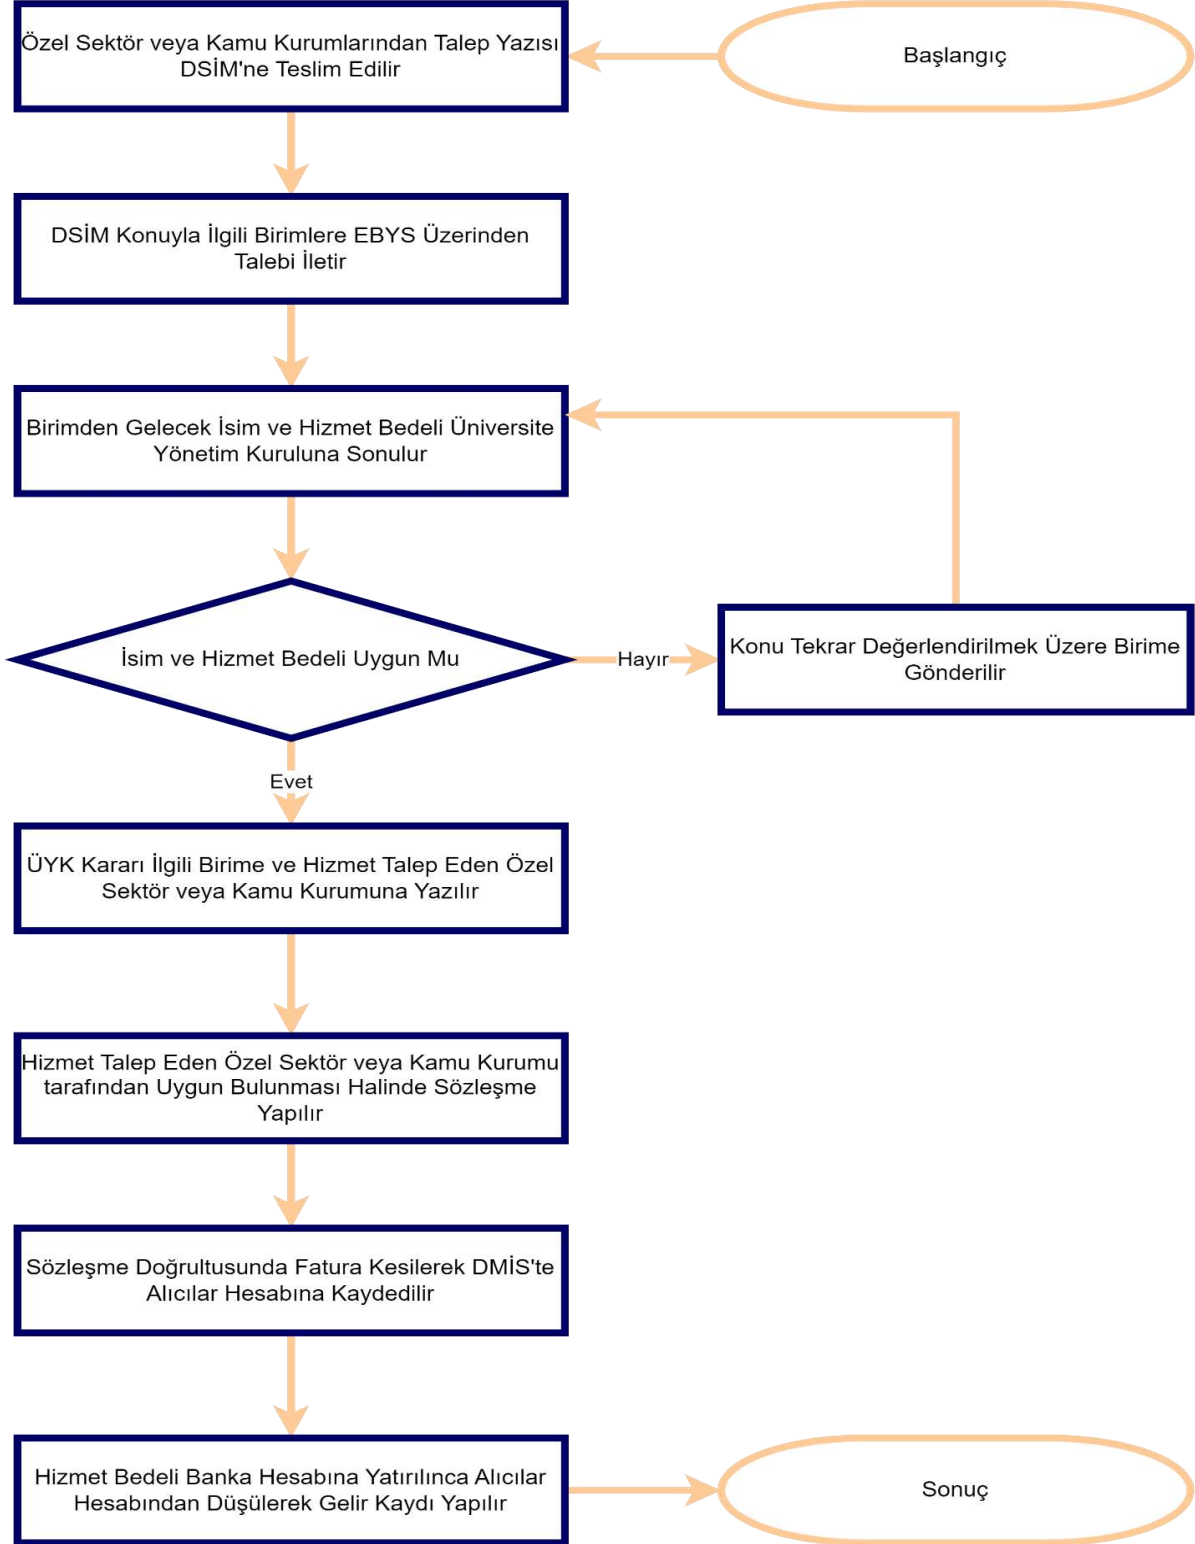 Başlangıç
Özel Sektör veya Kamu Kurumlarından Talep Yazısı
DSİM'ne Teslim Edilir
DSİM Konuyla İlgili Birimlere EBYS Üzerinden
Talebi İletir
Birimden Gelecek İsim ve Hizmet Bedeli Üniversite
Yönetim Kuruluna Sonulur
İsim ve Hizmet Bedeli Uygun Mu
Hayır
Konu Tekrar Değerlendirilmek Üzere Birime
Gönderilir
Evet
ÜYK Kararı İlgili Birime ve Hizmet Talep Eden Özel
Sektör veya Kamu Kurumuna Yazılır
Hizmet Talep Eden Özel Sektör veya Kamu Kurumu
tarafından Uygun Bulunması Halinde Sözleşme
Yapılır
Sözleşme Doğrultusunda Fatura Kesilerek DMİS'te
Alıcılar Hesabına Kaydedilir
Hizmet Bedeli Banka Hesabına Yatırılınca Alıcılar
Hesabından Düşülerek Gelir Kaydı Yapılır
Sonuç